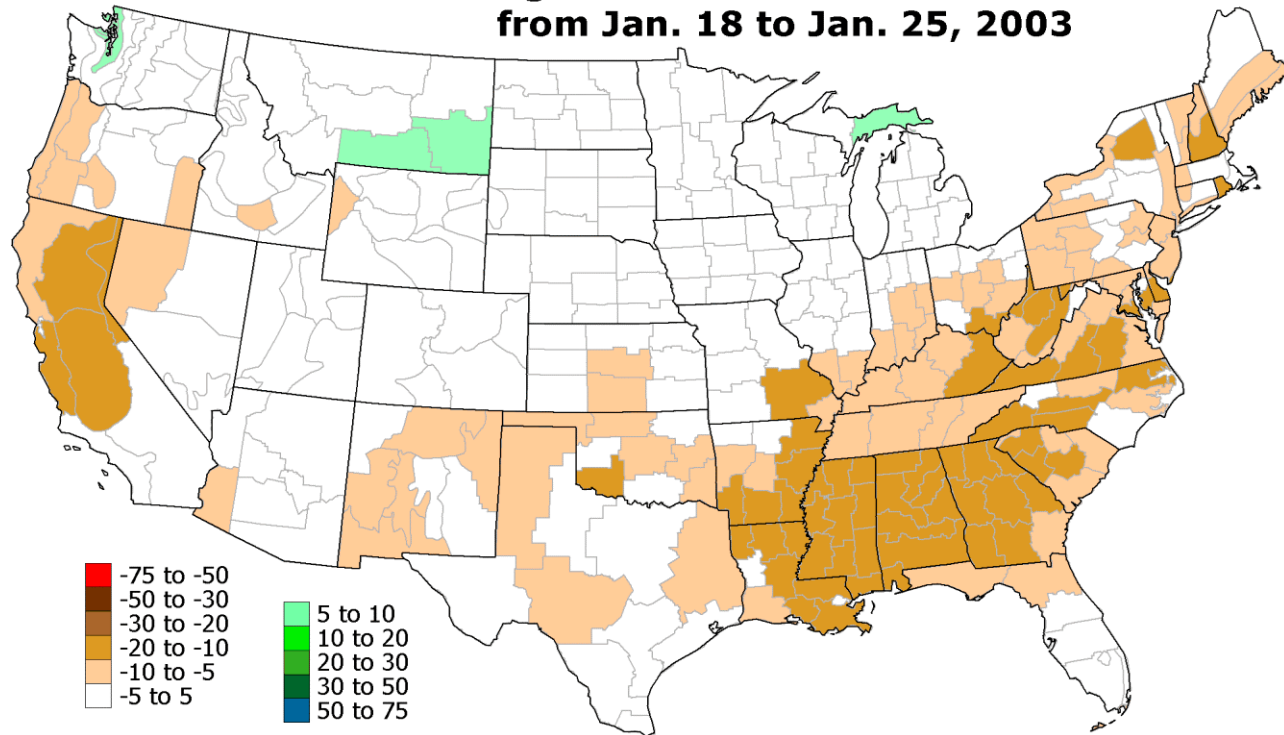 from Jan. 18 to Jan. 25, 2003
-75 to -50
-50 to -30
-30 to -20
-20 to -10
-10 to -5
-5 to 5
5 to 10
10 to 20
20 to 30
30 to 50
50 to 75